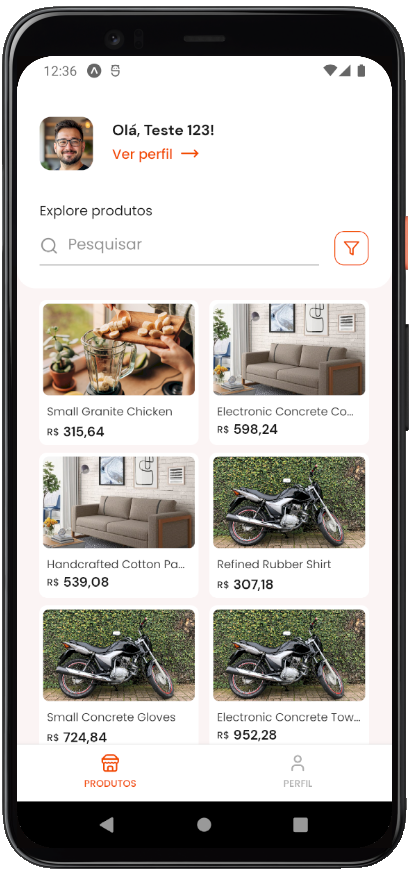 12:36
Olá, Teste 123!
Ver perfil →
Explore produtos
Pesquisar
Small Granite Chicken
R$ 315,64
Electronic Concrete Co...
R$ 598,24
Handcrafted Cotton Pa...
R$ 539,08
Refined Rubber Shirt
R$ 307,18
Small Concrete Gloves
R$ 724,84
Electronic Concrete Tow...
R$ 952,28
PRODUTOS
PERFIL